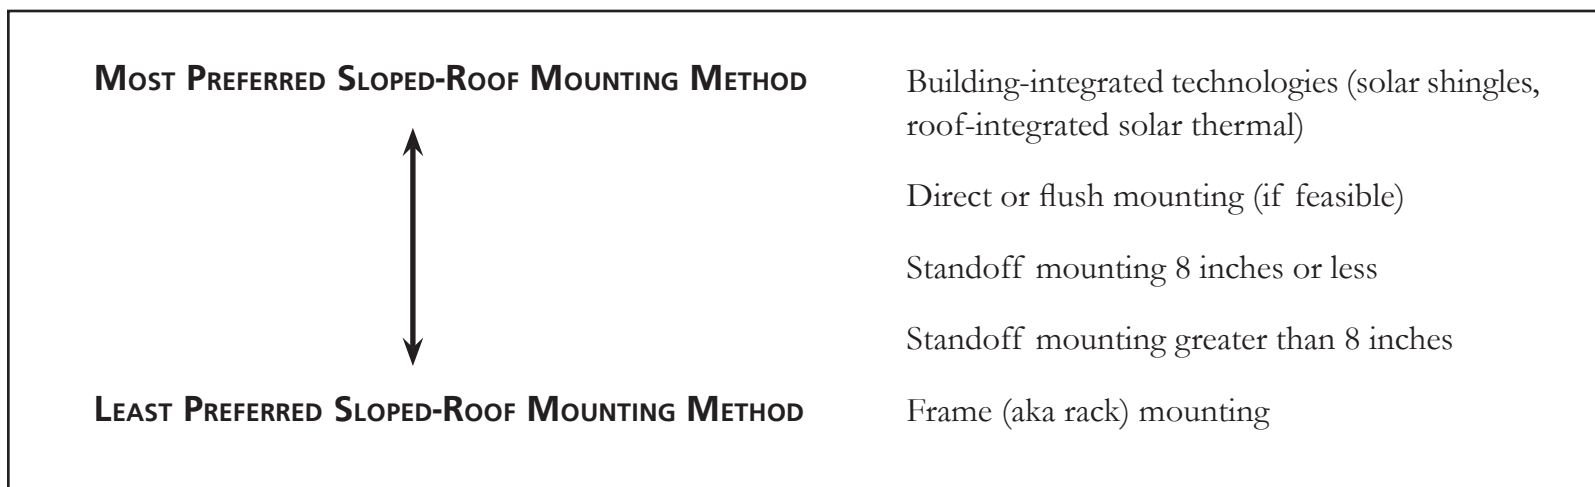 Most Preferred Sloped-Roof Mounting Method
Building-integrated technologies (solar shingles,
roof-integrated solar thermal)
Direct or flush mounting (if feasible)
Standoff mounting 8 inches or less
Standoff mounting greater than 8 inches
Least Preferred Sloped-Roof Mounting Method
Frame (aka rack) mounting